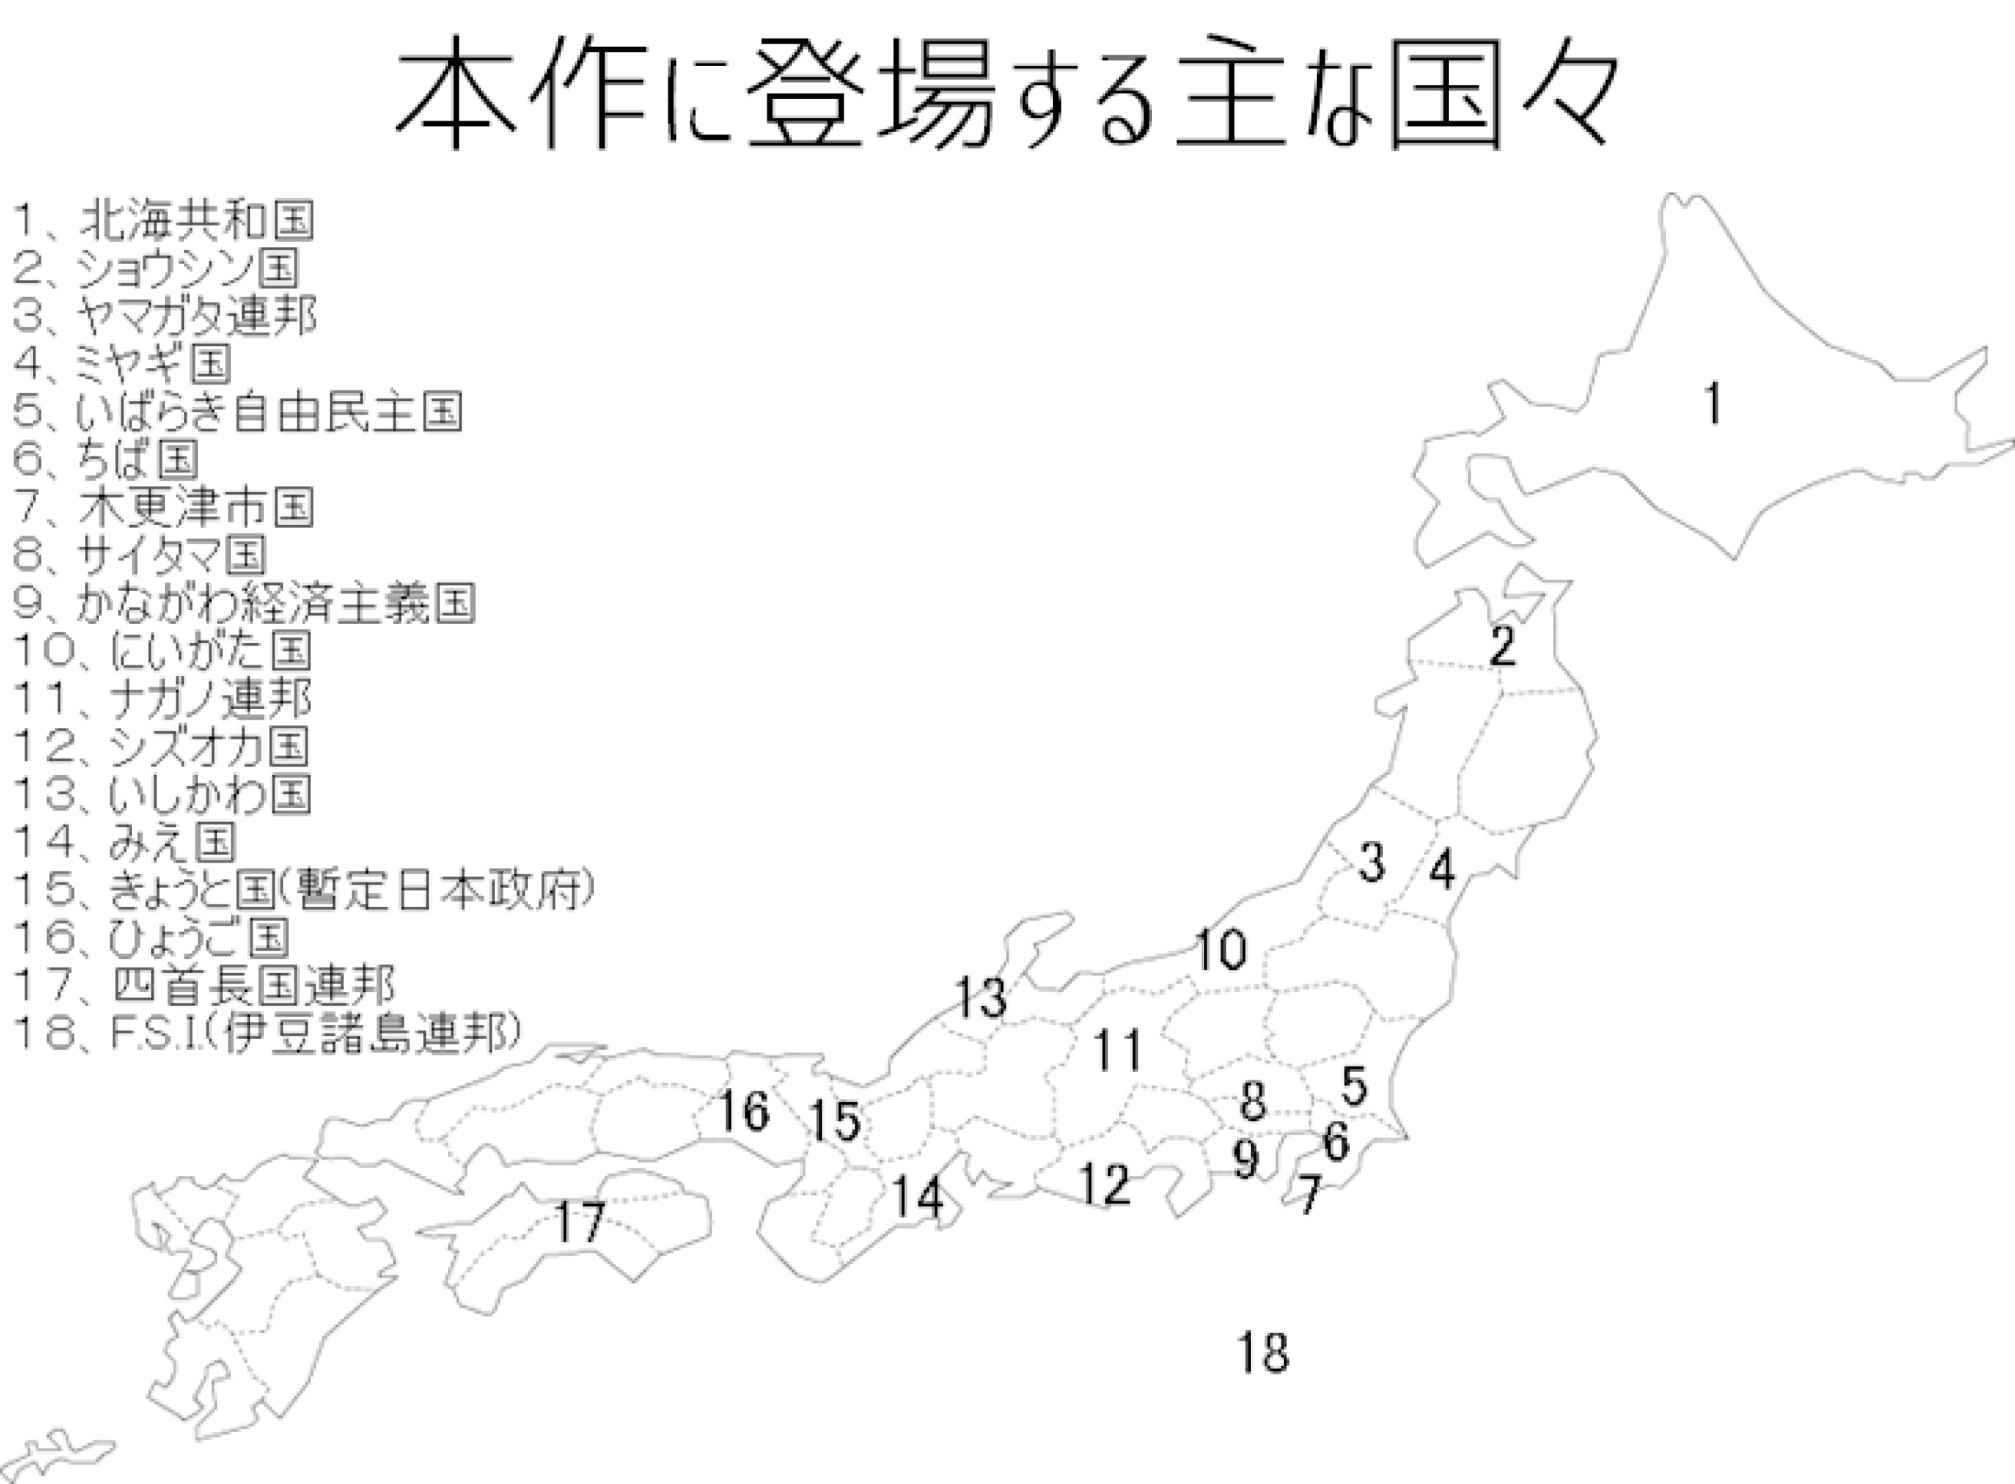 本作に登場する主な国々
1、北海共和国
2、ショウシン国
3、ヤマガタ連邦
4、ミヤギ国
5、いばらき自由民主国
6、ちば国
7、木更津市国
8、サイタマ国
9、かながわ経済主義国
10、にいがた国
11、ナガノ連邦
12、シズオカ国
13、いしかわ国
14、みえ国
15、きょうと国(暫定日本政府)
16、ひょうご国
17、四首長国連邦
18、F.S.I.(伊豆諸島連邦)
1
2
3
4
10
13
11
5
8
16
15
6
9
12
14
7
17
18